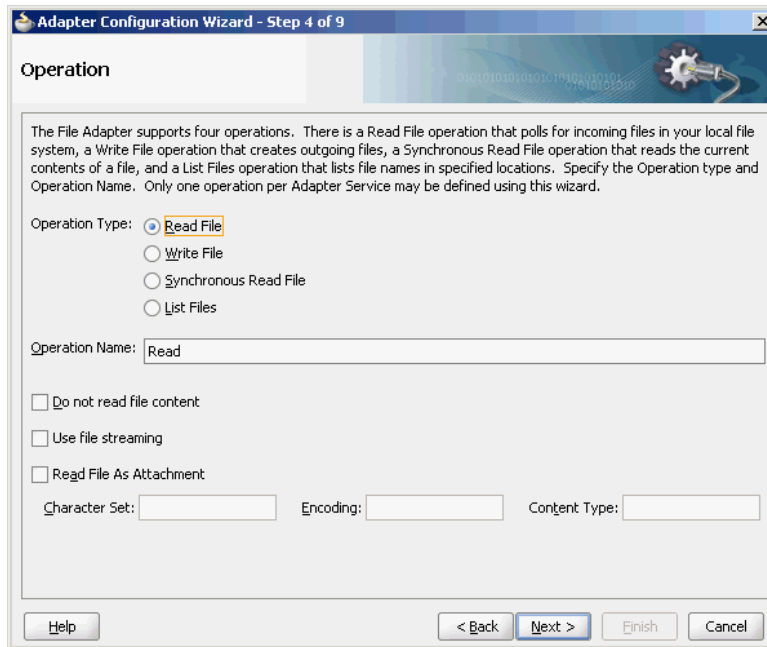 Adapter Configuration Wizard - Step 4 of 9
Operation
The File Adapter supports four operations. There is a Read File operation that polls for incoming files in your local file
system, a Write File operation that creates outgoing files, a Synchronous Read File operation that reads the current
contents of a file, and a List Files operation that lists file names in specified locations. Specify the Operation type and
Operation Name. Only one operation per Adapter Service may be defined using this wizard.
Operation Type: Read File
Write File
Synchronous Read File
List Files
Operation Name: Read
Do not read file content
Use file streaming
Read File As Attachment
Character Set: Encoding: Content Type:
Help < Back Next > Finish Cancel